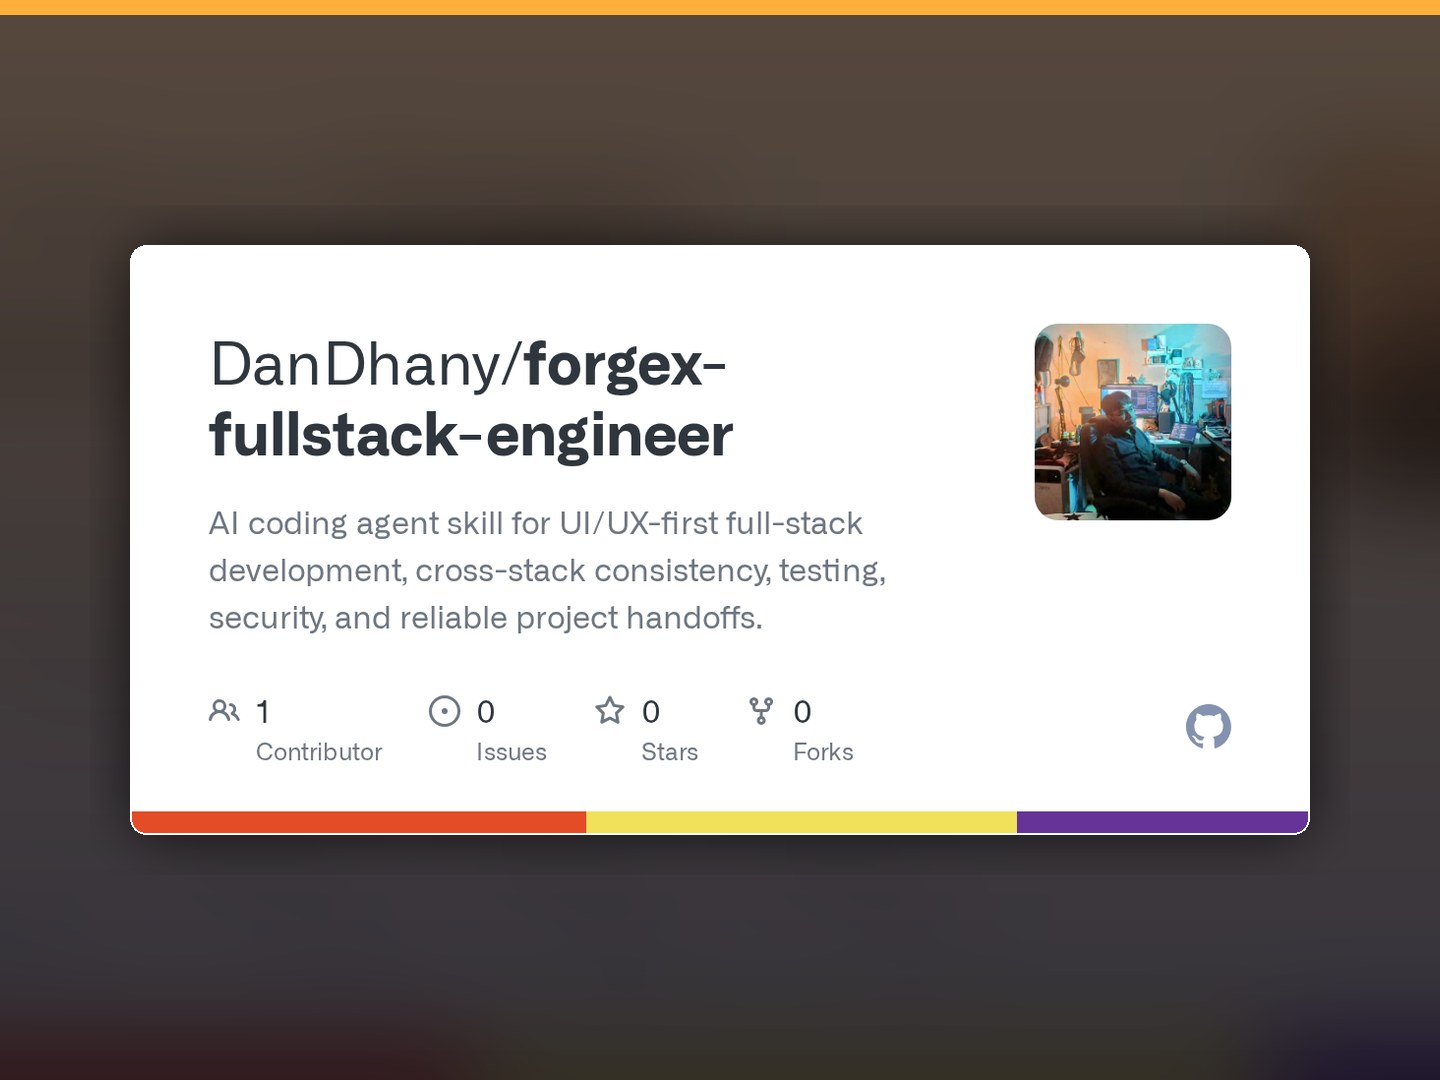 DanDhany/forgex-
fullstack-engineer
AI coding agent skill for UI/UX-first full-stack
development, cross-stack consistency, testing,
security, and reliable project handoffs.
1
Contributor
0
Issues
0
Stars
0
Forks